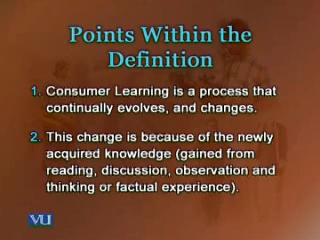 Points Within the
Definition
1. Consumer Learning is a process that
continually evolves, and changes.
2. This change is because of the newly
acquired knowledge (gained from
reading, discussion, observation and
thinking or factual experience).
VU